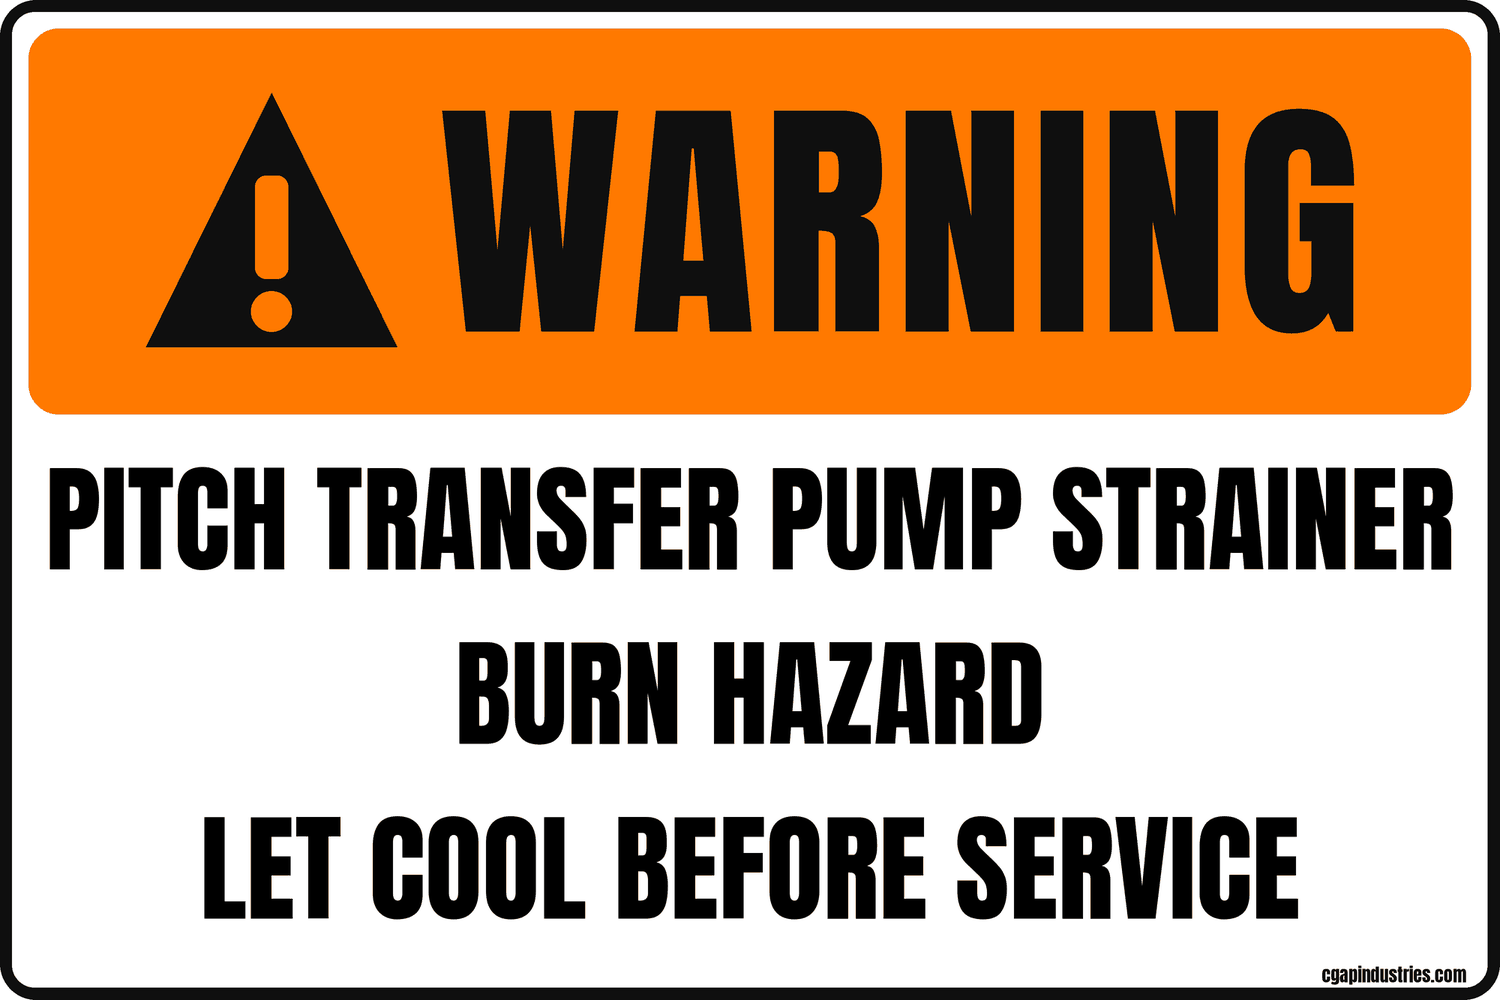 WARNING
PITCH TRANSFER PUMP STRAINER
BURN HAZARD
LET COOL BEFORE SERVICE
cgapindustries.com